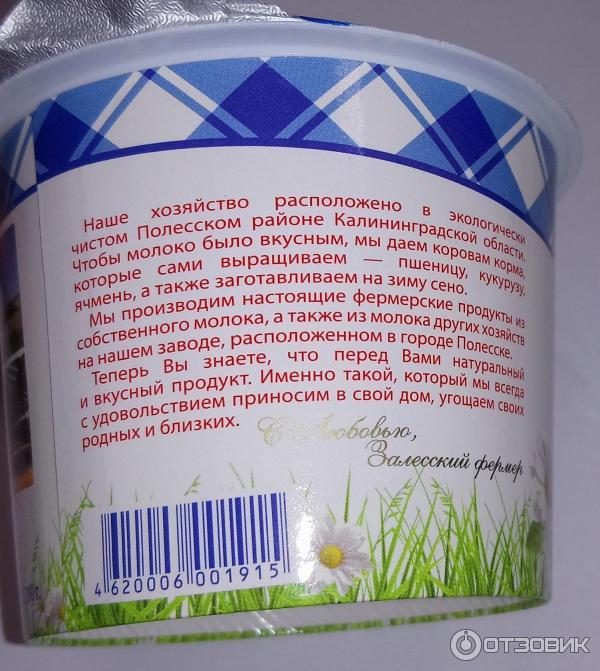 Наше хозяйство расположено в экологически
чистом Полесском районе Калининградской области.
Чтобы молоко было вкусным, мы даем коровам корма,
которые сами выращиваем — пшеницу, кукурузу,
ячмень, а также заготавливаем на зиму сено.
Мы производим настоящие фермерские продукты из
собственного молока, а также из молока других хозяйств
на нашем заводе, расположенном в городе Полесске.
Теперь Вы знаете, что перед Вами натуральный
и вкусный продукт. Именно такой, который мы всегда
с удовольствием приносим в свой дом, угощаем своих
родных и близких.
С Любовью,
Залесский фермер
4 620006 001915
ОТЗОВИК